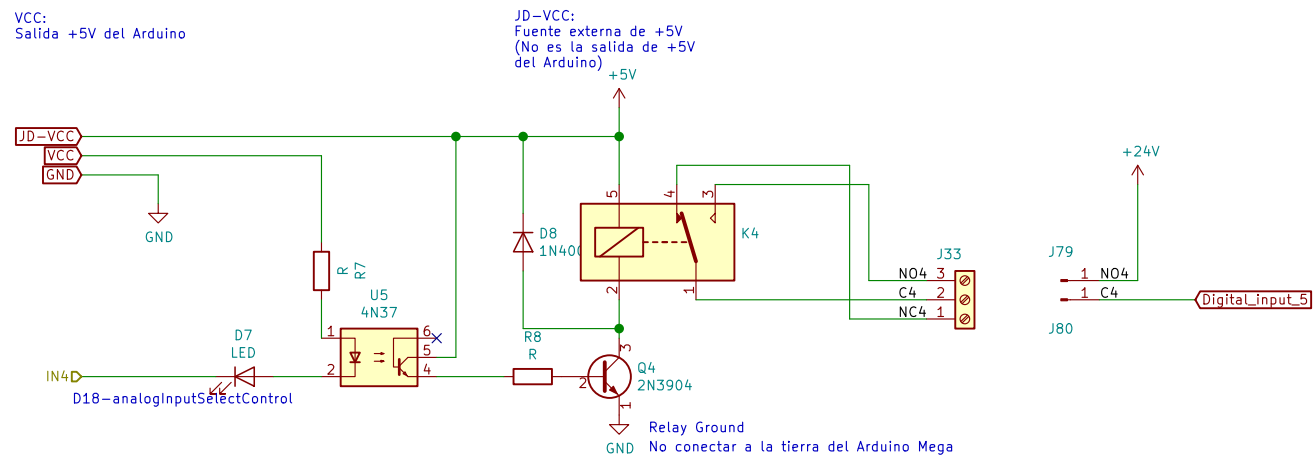 VCC:
Salida +5V del Arduino
JD-VCC:
Fuente externa de +5V
(No es la salida de +5V
del Arduino)
+5V
JD-VCC
VCC
GND
GND
+24V
5
4
3
K4
D8
1N400
R
R7
2
1
J33
NO4 3
C4 2
NC4 1
J79
1 NO4
1 C4
Digital_input_5
J80
U5
4N37
1
2
6
5
4
D7
LED
IN4
D18-analogInputSelectControl
R8
R
3
2
1
Q4
2N3904
GND
Relay Ground
No conectar a la tierra del Arduino Mega